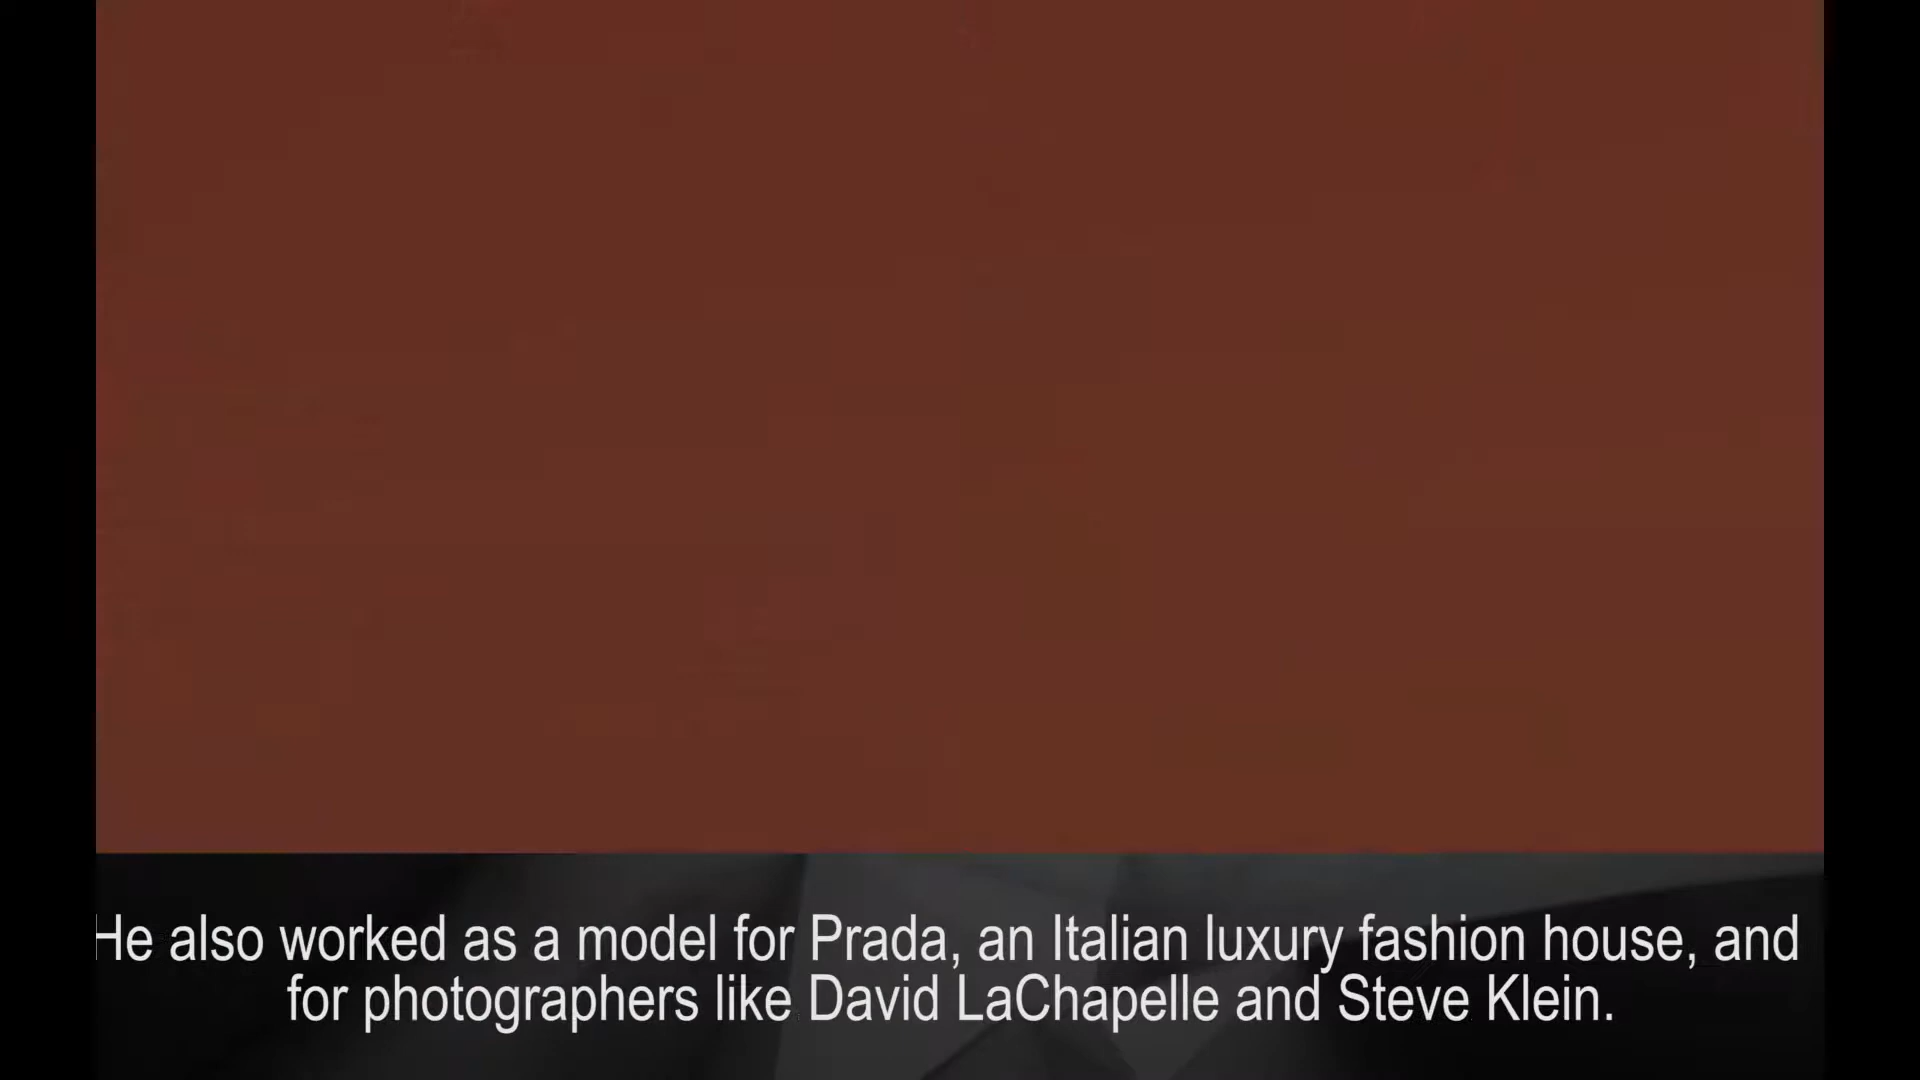 He also worked as a model for Prada, an Italian luxury fashion house, and
for photographers like David LaChapelle and Steve Klein.